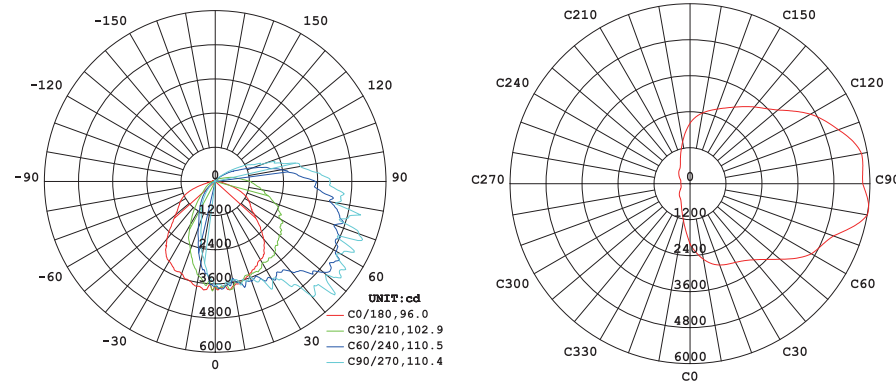 -150 150
-120 120
-90 90
-60 60
-30 30
0
0
1200
2400
3600
4800
6000
UNIT:cd
C0/180,96.0
C30/210,102.9
C60/240,110.5
C90/270,110.4
C210 C150
C240 C120
C270 C90
C300 C60
C330 C30
C0
0
1200
2400
3600
4800
6000